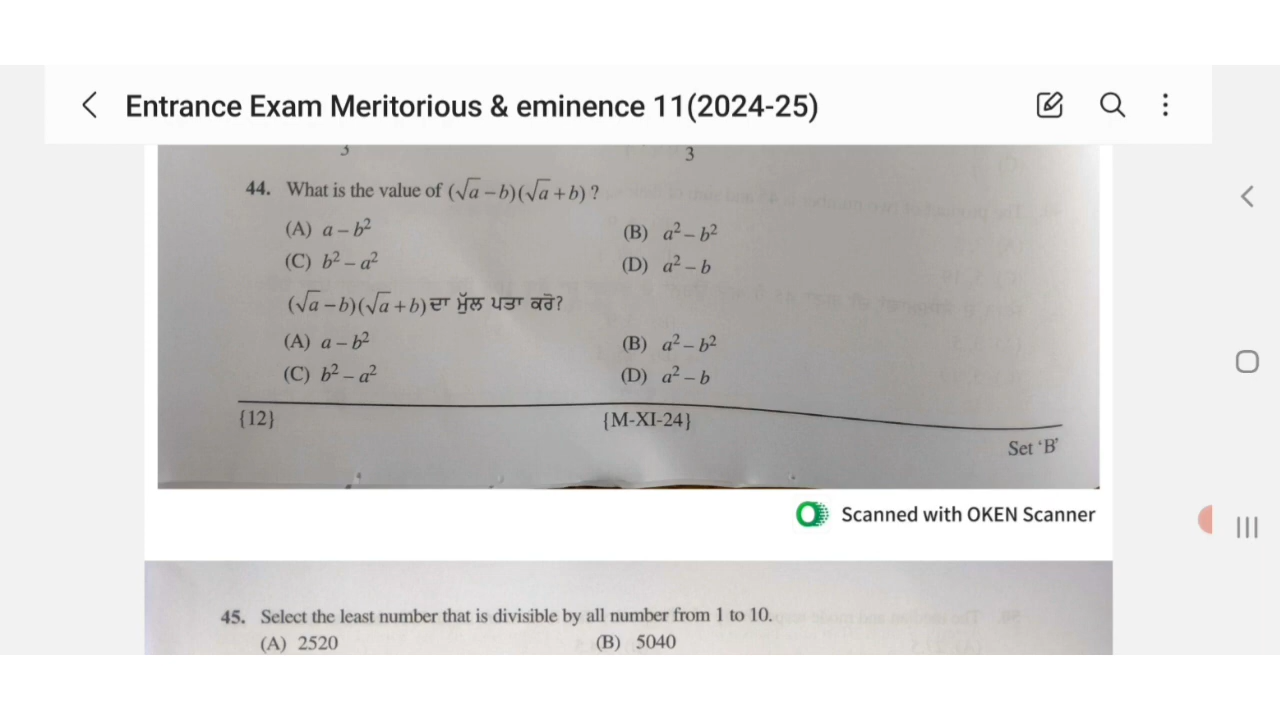 Entrance Exam Meritorious & eminence 11(2024-25)
3 3
44. What is the value of (√a – b)(√a + b) ?
(A) a – b² (B) a² – b²
(C) b² – a² (D) a² – b
(√a – b)(√a + b) ਦਾ ਮੁੱਲ ਪਤਾ ਕਰੋ?
(A) a – b² (B) a² – b²
(C) b² – a² (D) a² – b
{12} {M-XI-24}
Set ‘B’
Scanned with OKEN Scanner
45. Select the least number that is divisible by all number from 1 to 10.
(A) 2520 (B) 5040